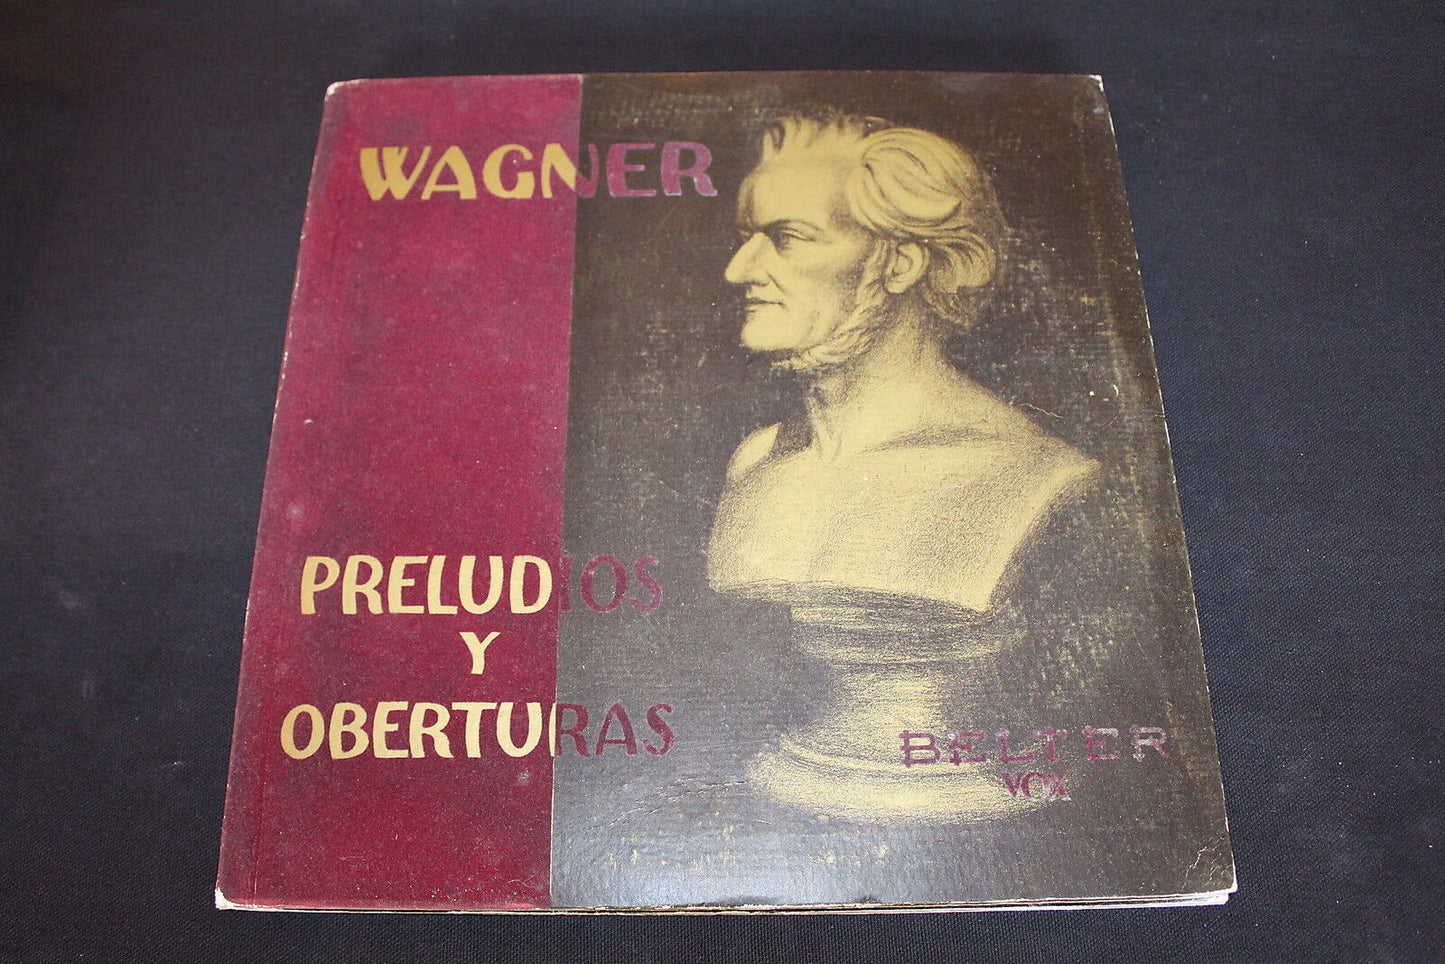 WAGNER
PRELUDIOS
Y
OBERTURAS
BELTER
VOX